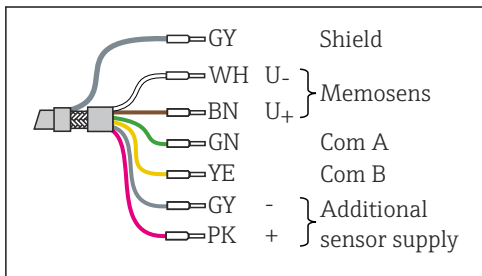 GY Shield
WH U-
BN U+ Memosens
GN Com A
YE Com B
GY - Additional
PK + sensor supply